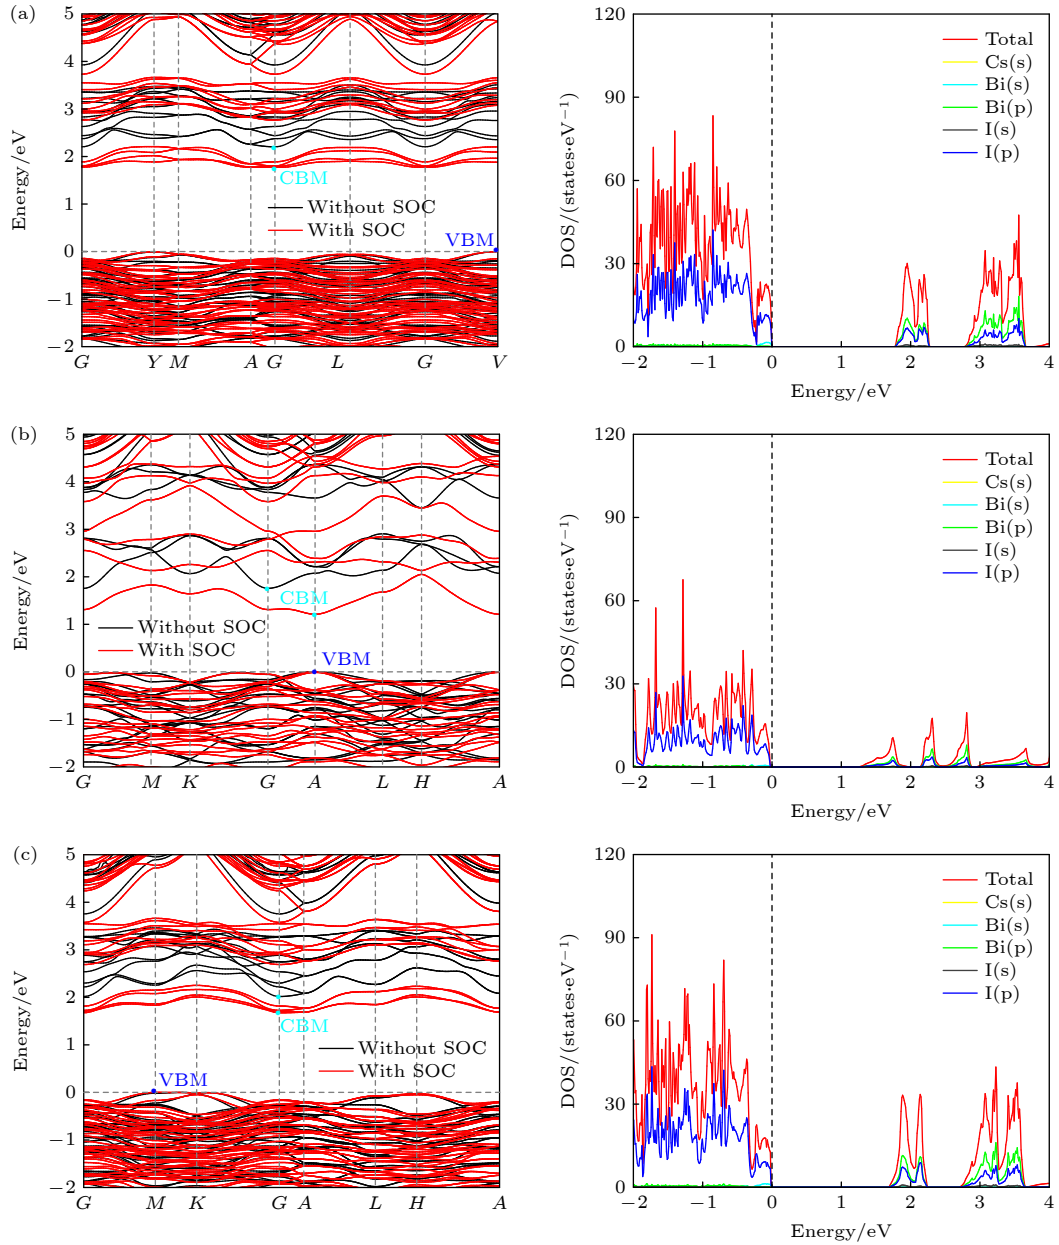 (a)
5
4
3
2
1
0
−1
−2
Energy/eV
CBM
Without SOC
With SOC
VBM
G Y M A G L G V
120
90
60
30
0
DOS/(states·eV−1)
Total
Cs(s)
Bi(s)
Bi(p)
I(s)
I(p)
−2 −1 0 1 2 3 4
Energy/eV
(b)
5
4
3
2
1
0
−1
−2
Energy/eV
CBM
Without SOC
With SOC
VBM
G M K G A L H A
120
90
60
30
0
DOS/(states·eV−1)
Total
Cs(s)
Bi(s)
Bi(p)
I(s)
I(p)
−2 −1 0 1 2 3 4
Energy/eV
(c)
5
4
3
2
1
0
−1
−2
Energy/eV
CBM
Without SOC
With SOC
VBM
G M K G A L H A
120
90
60
30
0
DOS/(states·eV−1)
Total
Cs(s)
Bi(s)
Bi(p)
I(s)
I(p)
−2 −1 0 1 2 3 4
Energy/eV